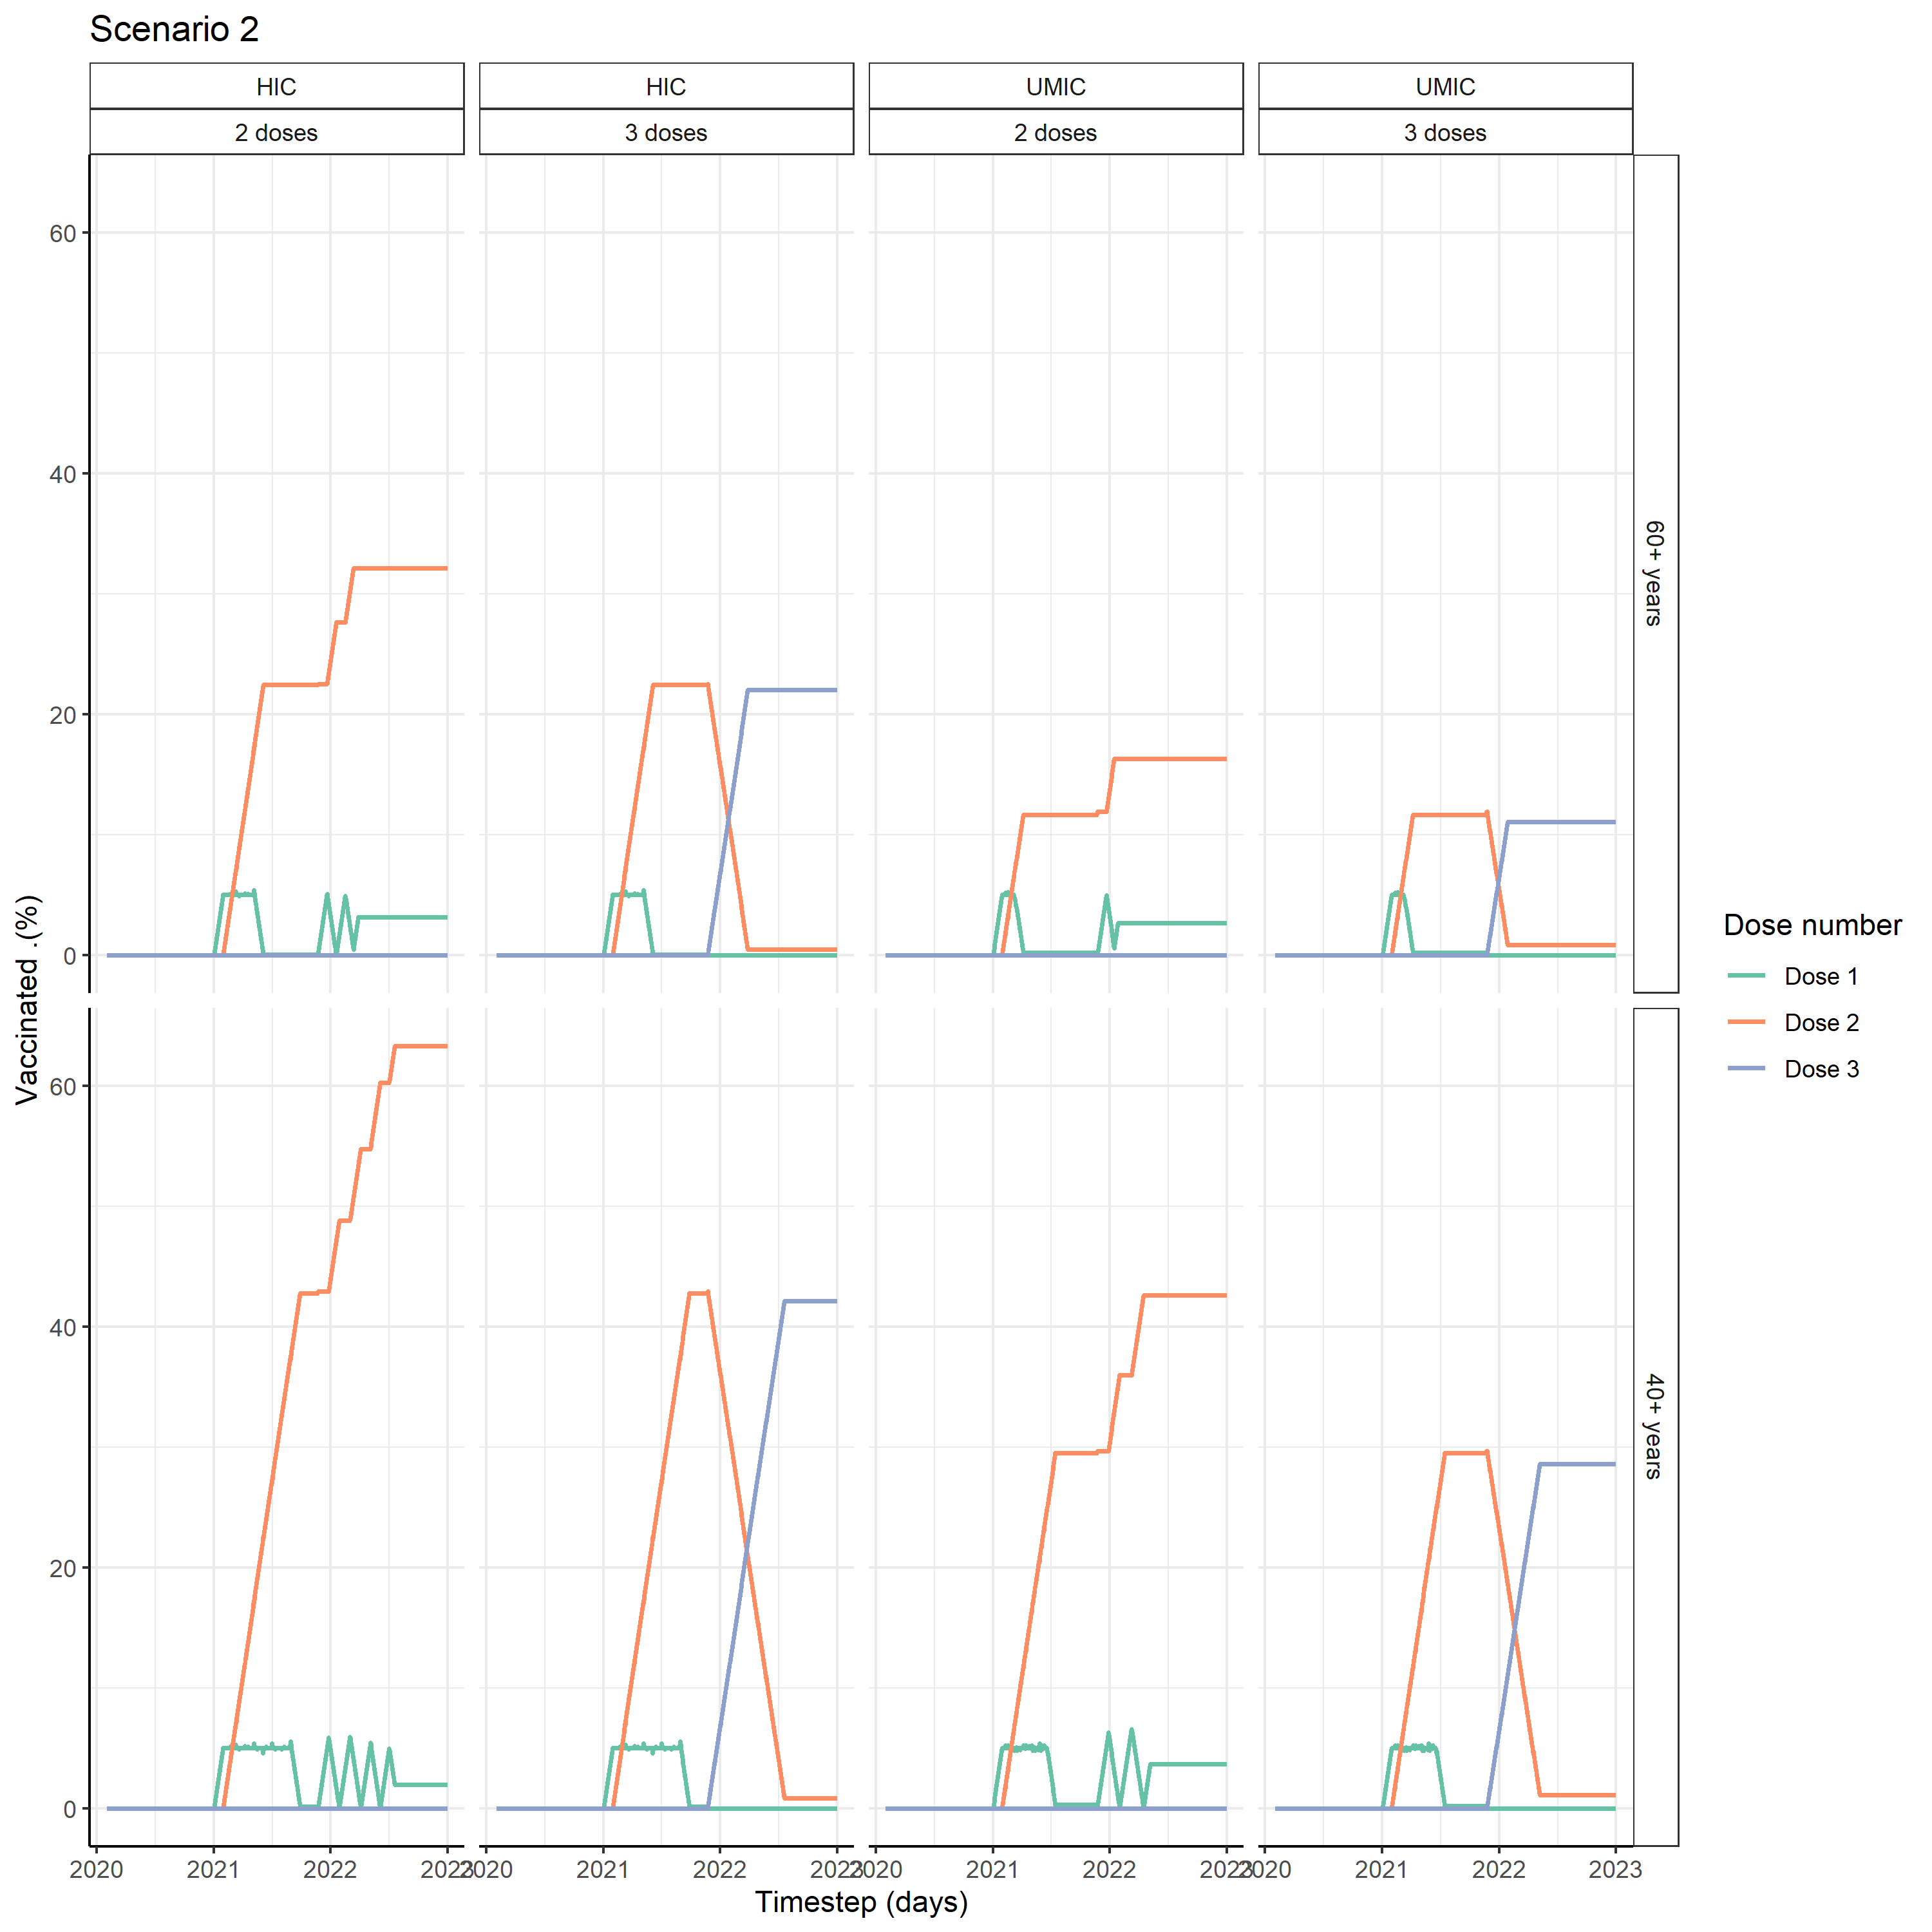 Scenario 2
HIC HIC UMIC UMIC
2 doses 3 doses 2 doses 3 doses
60
40
20
0
60+ years
60
40
20
0
40+ years
Vaccinated .(%)
2020 2021 2022 2023 2020 2021 2022 2023 2020 2021 2022 2023 2020 2021 2022 2023
Timestep (days)
Dose number
Dose 1
Dose 2
Dose 3